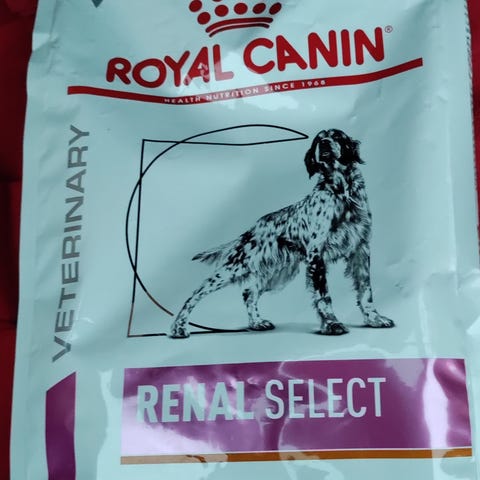 ROYAL CANIN®
HEALTH NUTRITION SINCE 1968
VETERINARY
RENAL SELECT